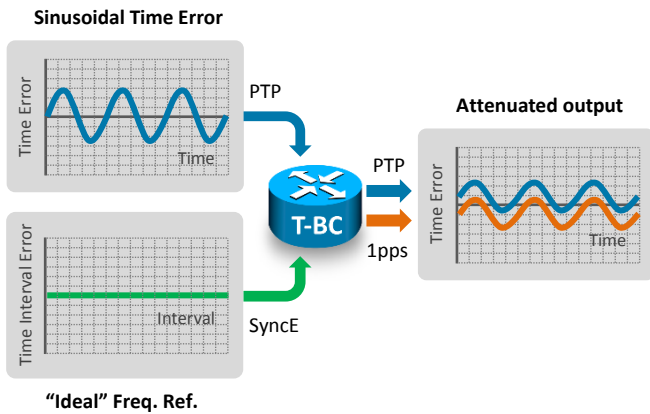 Sinusoidal Time Error
Time Error
Time
PTP
Attenuated output
T-BC
PTP
1pps
Time Error
Time
Time Interval Error
Interval
SyncE
“Ideal” Freq. Ref.